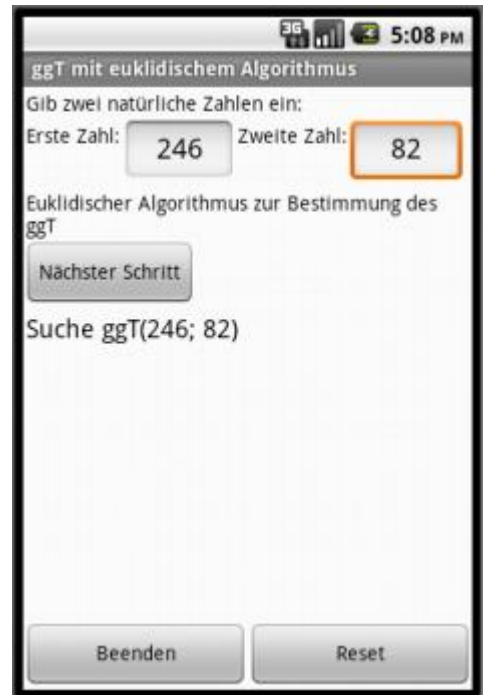 3G 5:08 PM
ggT mit euklidischem Algorithmus
Gib zwei natürliche Zahlen ein:
Erste Zahl: 246 Zweite Zahl: 82
Euklidischer Algorithmus zur Bestimmung des
ggT
Nächster Schritt
Suche ggT(246; 82)
Beenden Reset